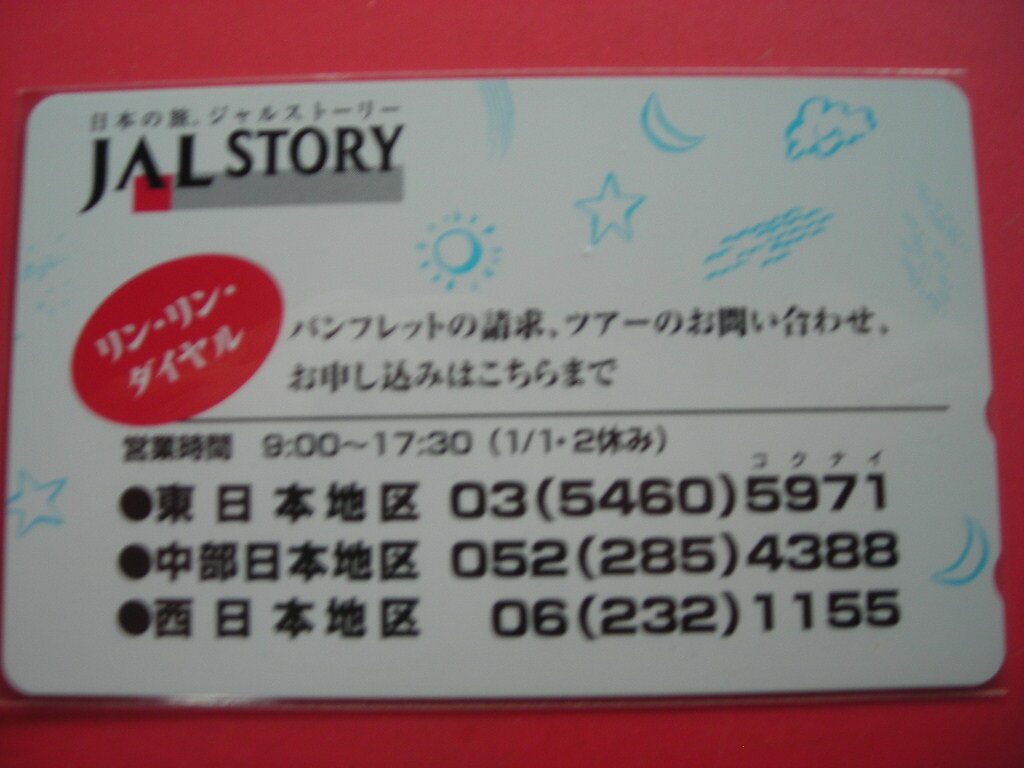 日本の旅。ジャルストーリー
JAL STORY
リン・リン・
ダイヤル
パンフレットの請求、ツアーのお問い合わせ、
お申し込みはこちらまで
営業時間 9:00〜17:30(1/1・2休み)
コクナイ
●東日本地区 03(5460)5971
●中部日本地区 052(285)4388
●西日本地区 06(232)1155